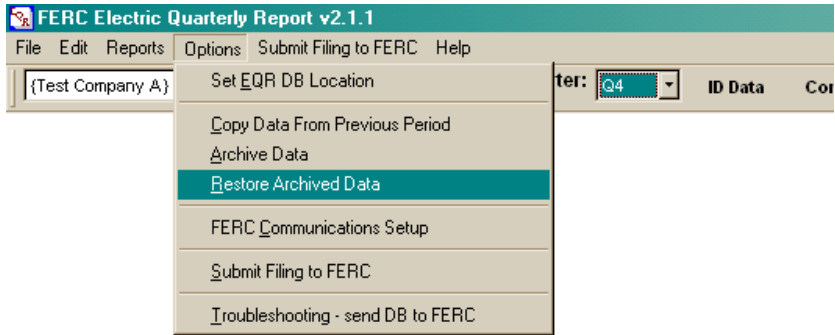 FERC Electric Quarterly Report v2.1.1
File Edit Reports Options Submit Filing to FERC Help
{Test Company A} ter: Q4 ID Data Con
Set EQR DB Location
Copy Data From Previous Period
Archive Data
Restore Archived Data
FERC Communications Setup
Submit Filing to FERC
Troubleshooting - send DB to FERC